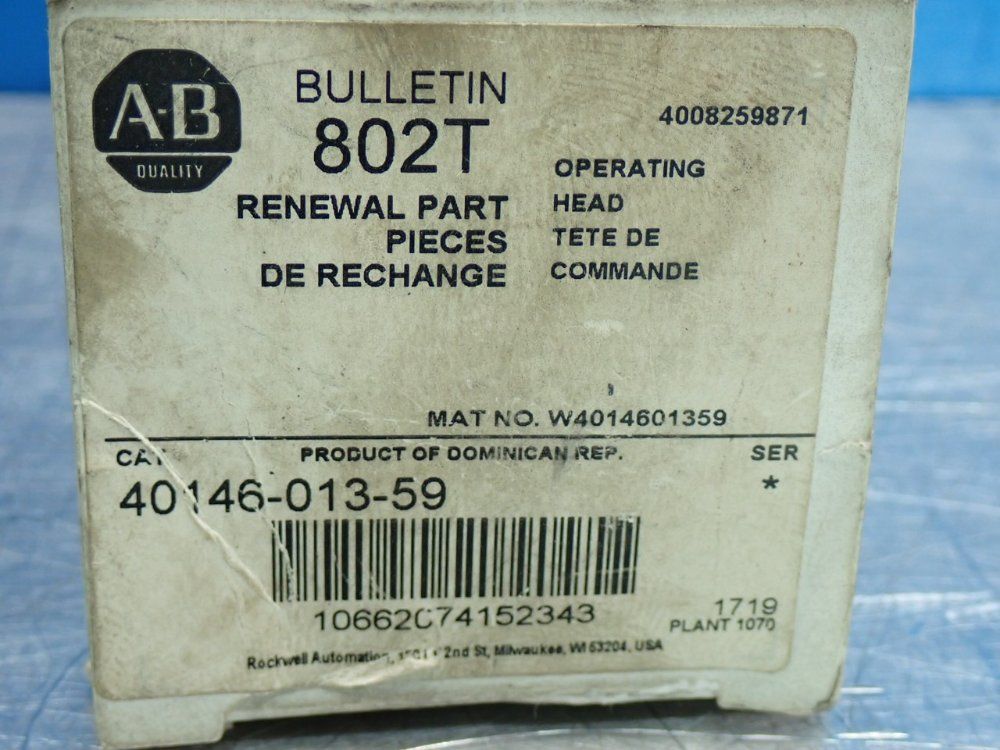 A-B
QUALITY
BULLETIN
802T
RENEWAL PART
PIECES
DE RECHANGE
4008259871
OPERATING
HEAD
TETE DE
COMMANDE
MAT NO. W4014601359
CAT PRODUCT OF DOMINICAN REP. SER
40146-013-59 *
10662074152343
1719
PLANT 1070
Rockwell Automation, 2nd St, Milwaukee, WI 53204, USA